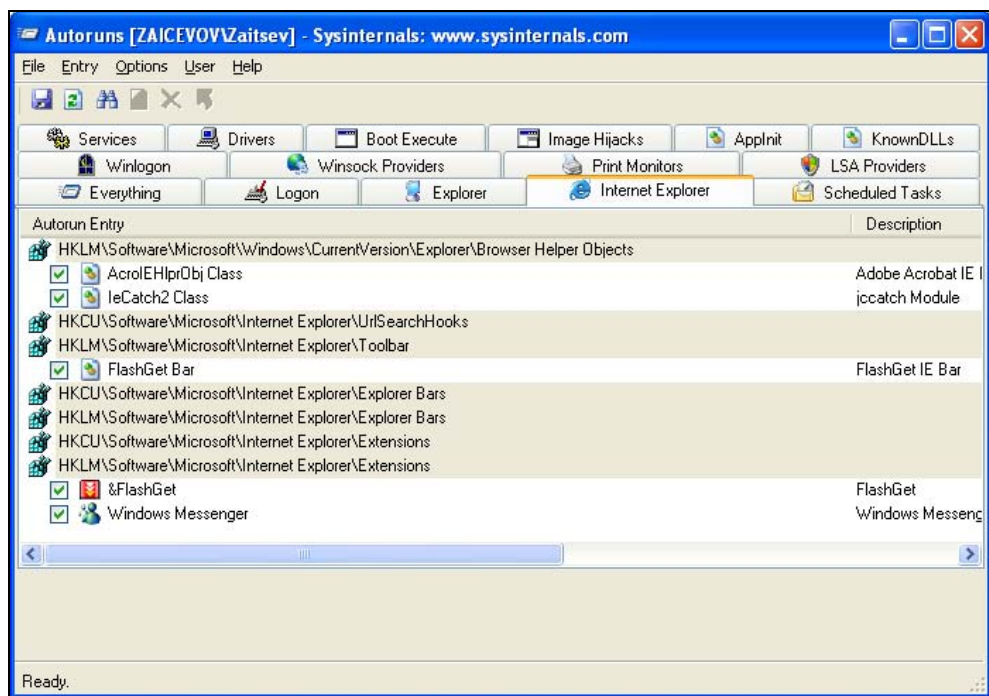 Autoruns [ZAICEVOV\Zaitsev] - Sysinternals: www.sysinternals.com
File Entry Options User Help
Services Drivers Boot Execute Image Hijacks AppInit KnownDLLs
Winlogon Winsock Providers Print Monitors LSA Providers
Everything Logon Explorer Internet Explorer Scheduled Tasks
Autorun Entry Description
HKLM\Software\Microsoft\Windows\CurrentVersion\Explorer\Browser Helper Objects
AcroIEHlprObj Class Adobe Acrobat IE
IeCatch2 Class jccatch Module
HKCU\Software\Microsoft\Internet Explorer\UrlSearchHooks
HKLM\Software\Microsoft\Internet Explorer\Toolbar
FlashGet Bar FlashGet IE Bar
HKCU\Software\Microsoft\Internet Explorer\Explorer Bars
HKLM\Software\Microsoft\Internet Explorer\Explorer Bars
HKCU\Software\Microsoft\Internet Explorer\Extensions
HKLM\Software\Microsoft\Internet Explorer\Extensions
&FlashGet FlashGet
Windows Messenger Windows Messeng
Ready.